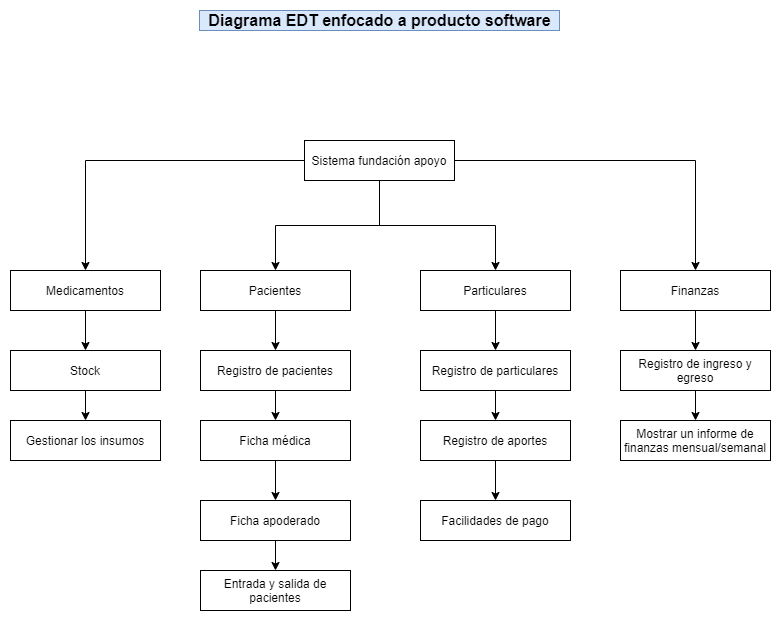 Diagrama EDT enfocado a producto software
Sistema fundación apoyo
Medicamentos
Pacientes
Particulares
Finanzas
Stock
Registro de pacientes
Registro de particulares
Registro de ingreso y
egreso
Gestionar los insumos
Ficha médica
Registro de aportes
Mostrar un informe de
finanzas mensual/semanal
Ficha apoderado
Facilidades de pago
Entrada y salida de
pacientes